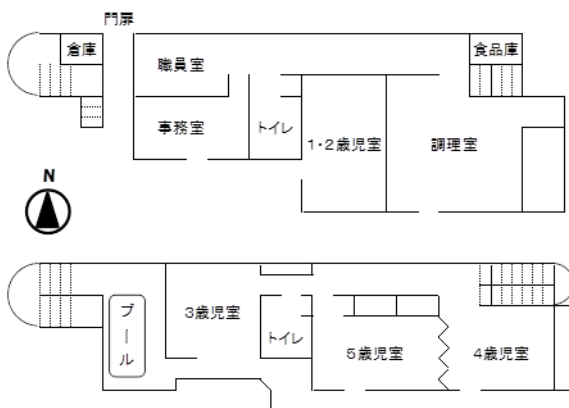 門扉
倉庫
職員室
食品庫
事務室
トイレ
1・2歳児室
調理室
N
プール
3歳児室
トイレ
5歳児室
4歳児室